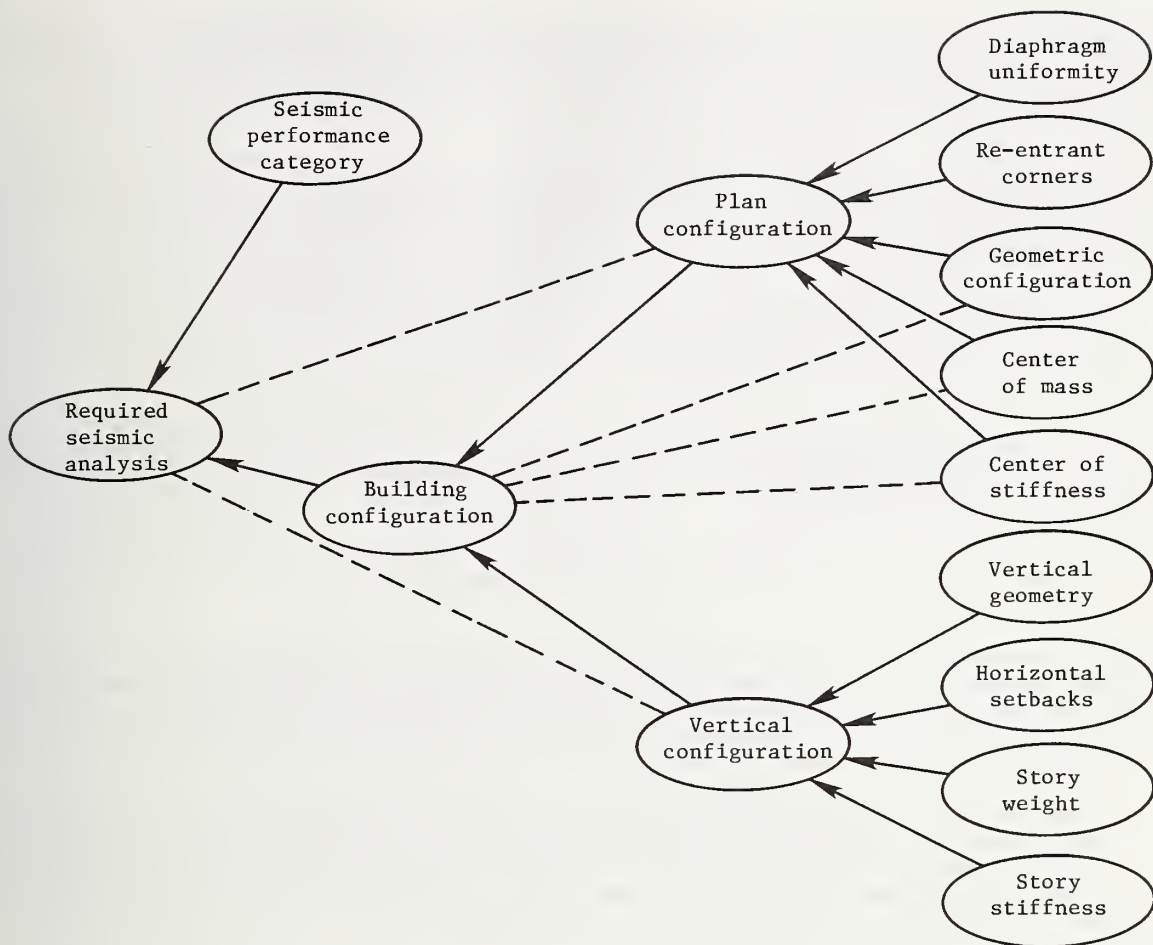 Diaphragm
uniformity
Seismic
performance
category
Re-entrant
corners
Plan
configuration
Geometric
configuration
Center
of mass
Required
seismic
analysis
Center of
stiffness
Building
configuration
Vertical
geometry
Horizontal
setbacks
Vertical
configuration
Story
weight
Story
stiffness